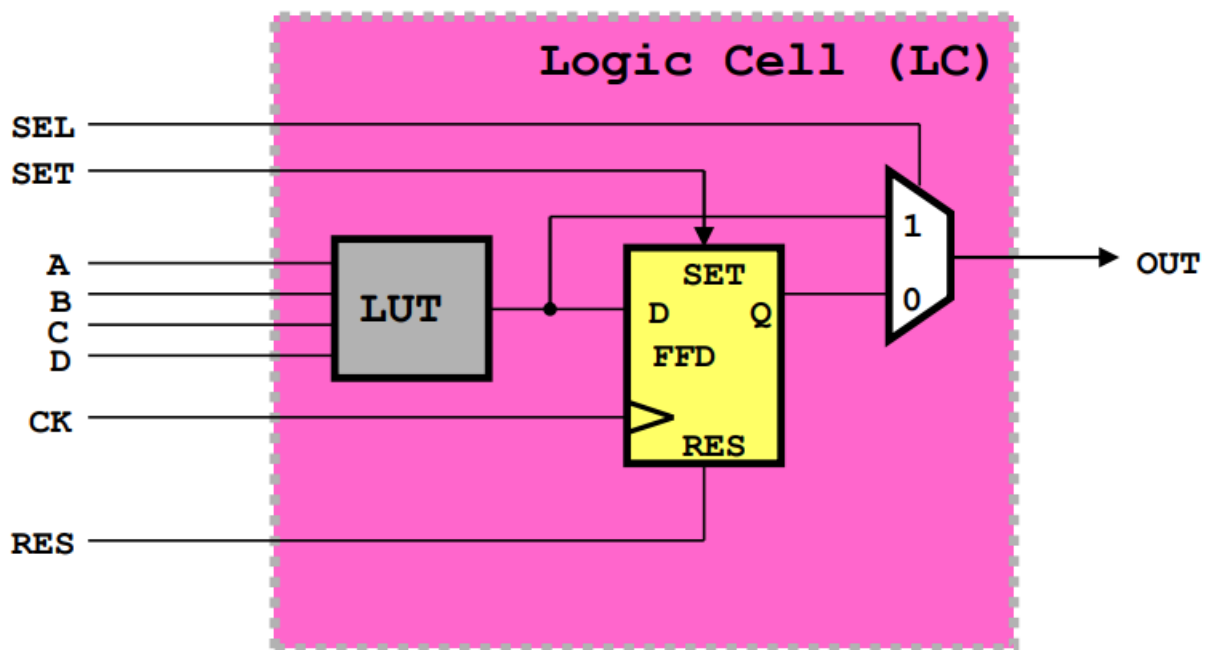 Logic Cell (LC)
SEL
SET
1
A
LUT
SET
OUT
B
D Q
0
C
D
FFD
CK
RES
RES